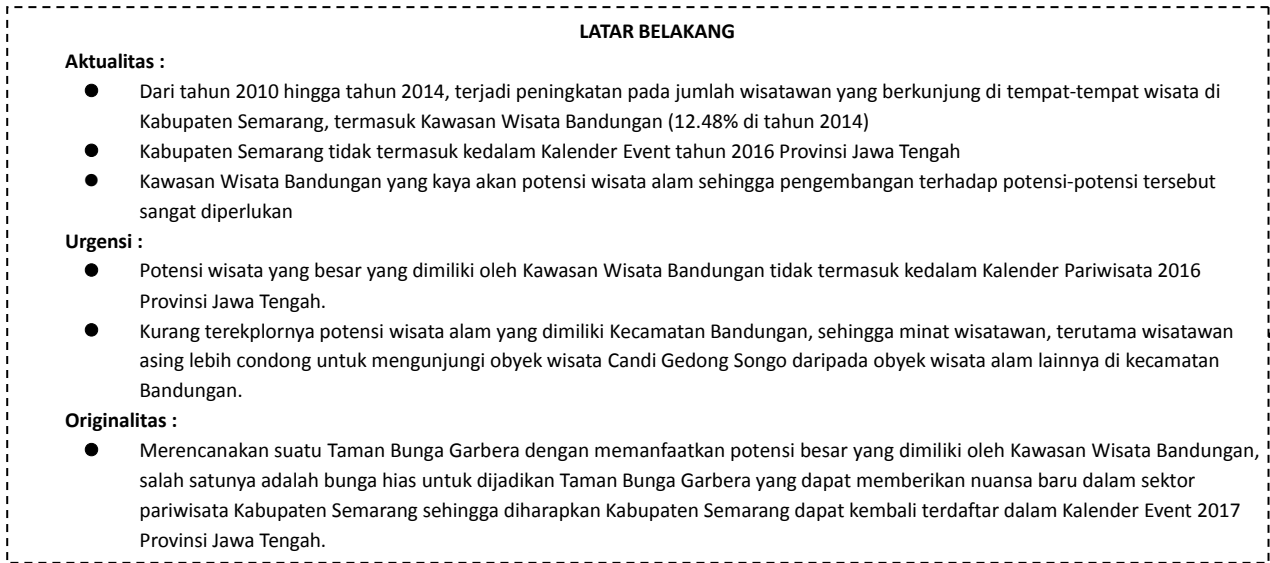 LATAR BELAKANG
Aktualitas :
● Dari tahun 2010 hingga tahun 2014, terjadi peningkatan pada jumlah wisatawan yang berkunjung di tempat-tempat wisata di
Kabupaten Semarang, termasuk Kawasan Wisata Bandungan (12.48% di tahun 2014)
● Kabupaten Semarang tidak termasuk kedalam Kalender Event tahun 2016 Provinsi Jawa Tengah
● Kawasan Wisata Bandungan yang kaya akan potensi wisata alam sehingga pengembangan terhadap potensi-potensi tersebut
sangat diperlukan
Urgensi :
● Potensi wisata yang besar yang dimiliki oleh Kawasan Wisata Bandungan tidak termasuk kedalam Kalender Pariwisata 2016
Provinsi Jawa Tengah.
● Kurang terekplornya potensi wisata alam yang dimiliki Kecamatan Bandungan, sehingga minat wisatawan, terutama wisatawan
asing lebih condong untuk mengunjungi obyek wisata Candi Gedong Songo daripada obyek wisata alam lainnya di kecamatan
Bandungan.
Originalitas :
● Merencanakan suatu Taman Bunga Garbera dengan memanfaatkan potensi besar yang dimiliki oleh Kawasan Wisata Bandungan,
salah satunya adalah bunga hias untuk dijadikan Taman Bunga Garbera yang dapat memberikan nuansa baru dalam sektor
pariwisata Kabupaten Semarang sehingga diharapkan Kabupaten Semarang dapat kembali terdaftar dalam Kalender Event 2017
Provinsi Jawa Tengah.